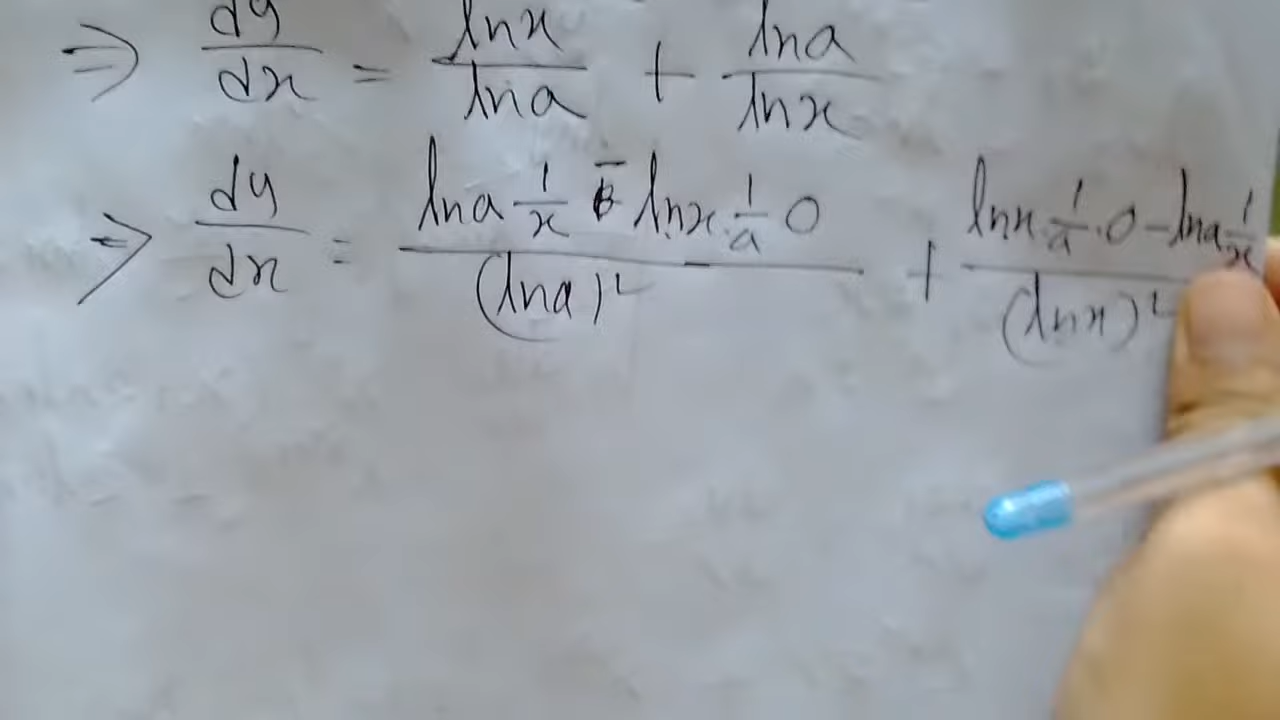 ⇒ dy/dx = lnx/lna + lna/lnx
⇒ dy/dx = (lna 1/x - lnx · 1/a 0)/(lna)² + (lnx · 1/a · 0 - lna 1/x)/(lnx)²